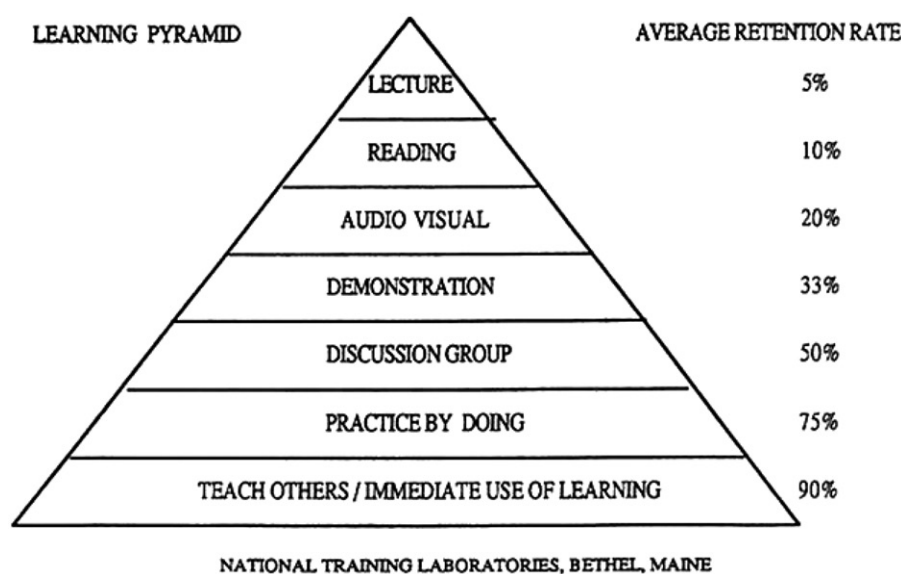 LEARNING PYRAMID
AVERAGE RETENTION RATE
LECTURE 5%
READING 10%
AUDIO VISUAL 20%
DEMONSTRATION 33%
DISCUSSION GROUP 50%
PRACTICE BY DOING 75%
TEACH OTHERS / IMMEDIATE USE OF LEARNING 90%
NATIONAL TRAINING LABORATORIES, BETHEL, MAINE